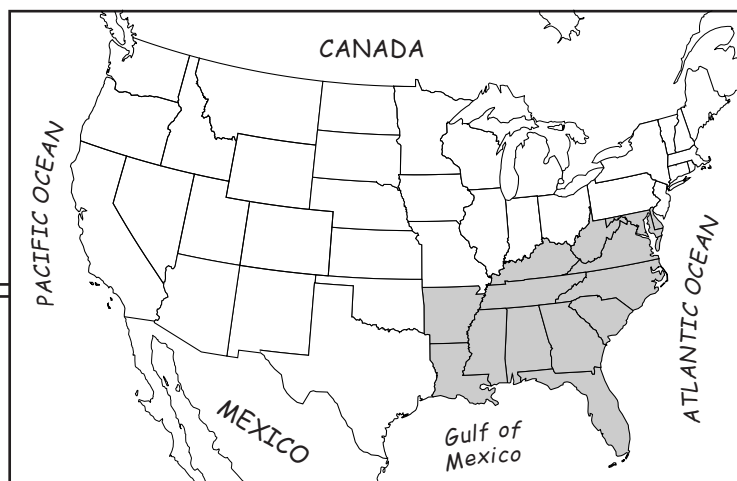 CANADA
PACIFIC OCEAN
ATLANTIC OCEAN
MEXICO
Gulf of
Mexico